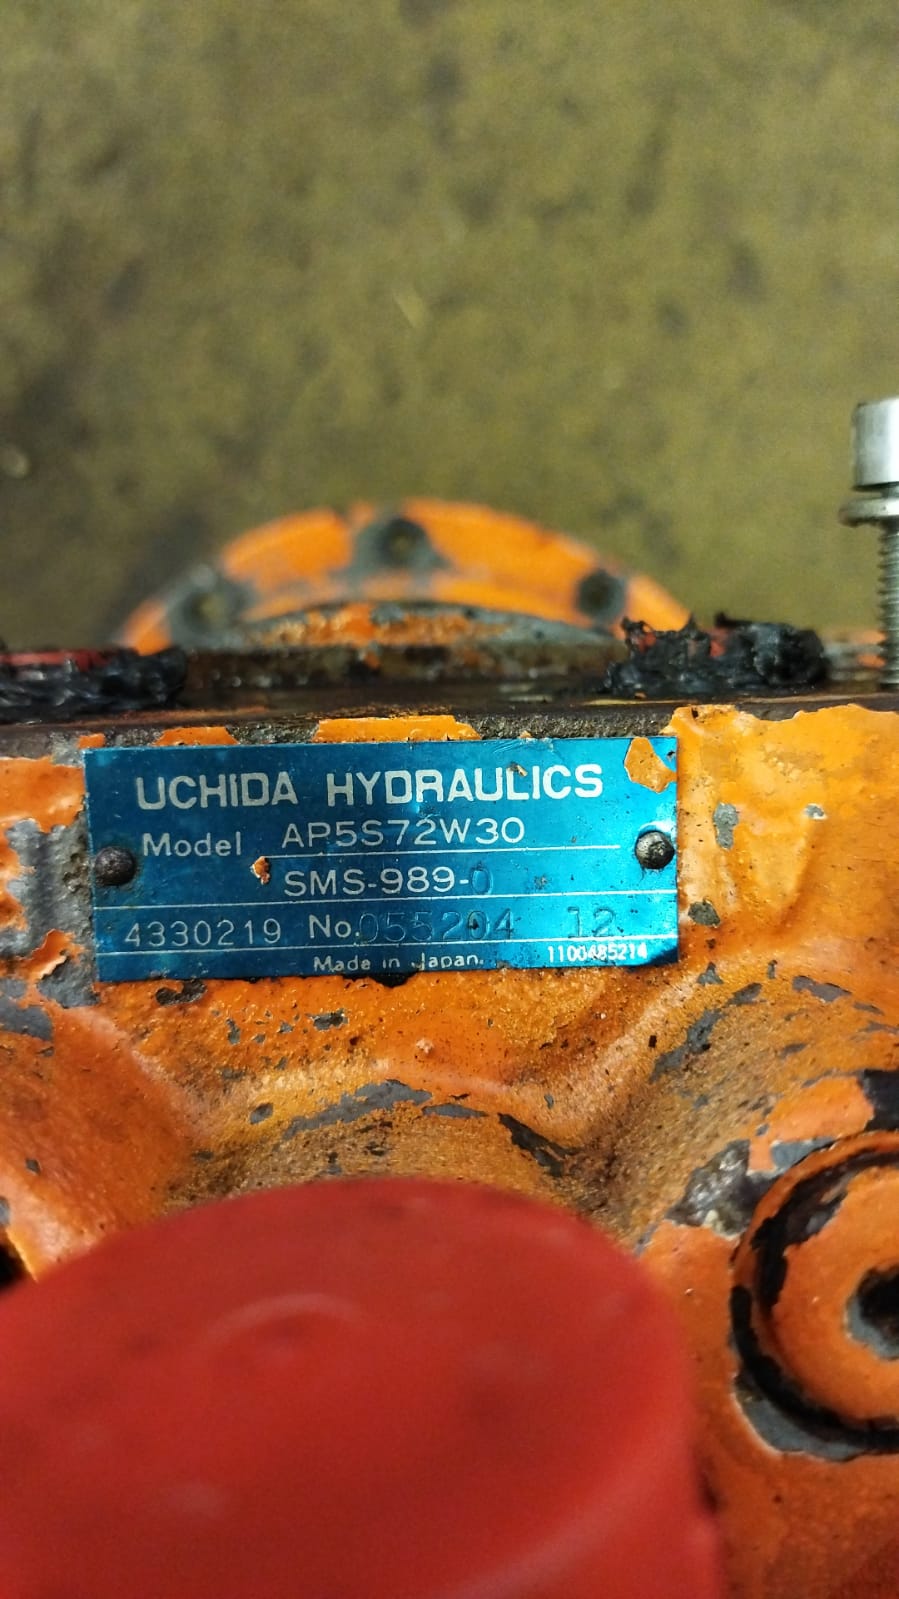 UCHIDA HYDRAULICS
Model AP5S72W30
SMS-989-0
4330219 No. 055204 12
Made in Japan. 1100485214